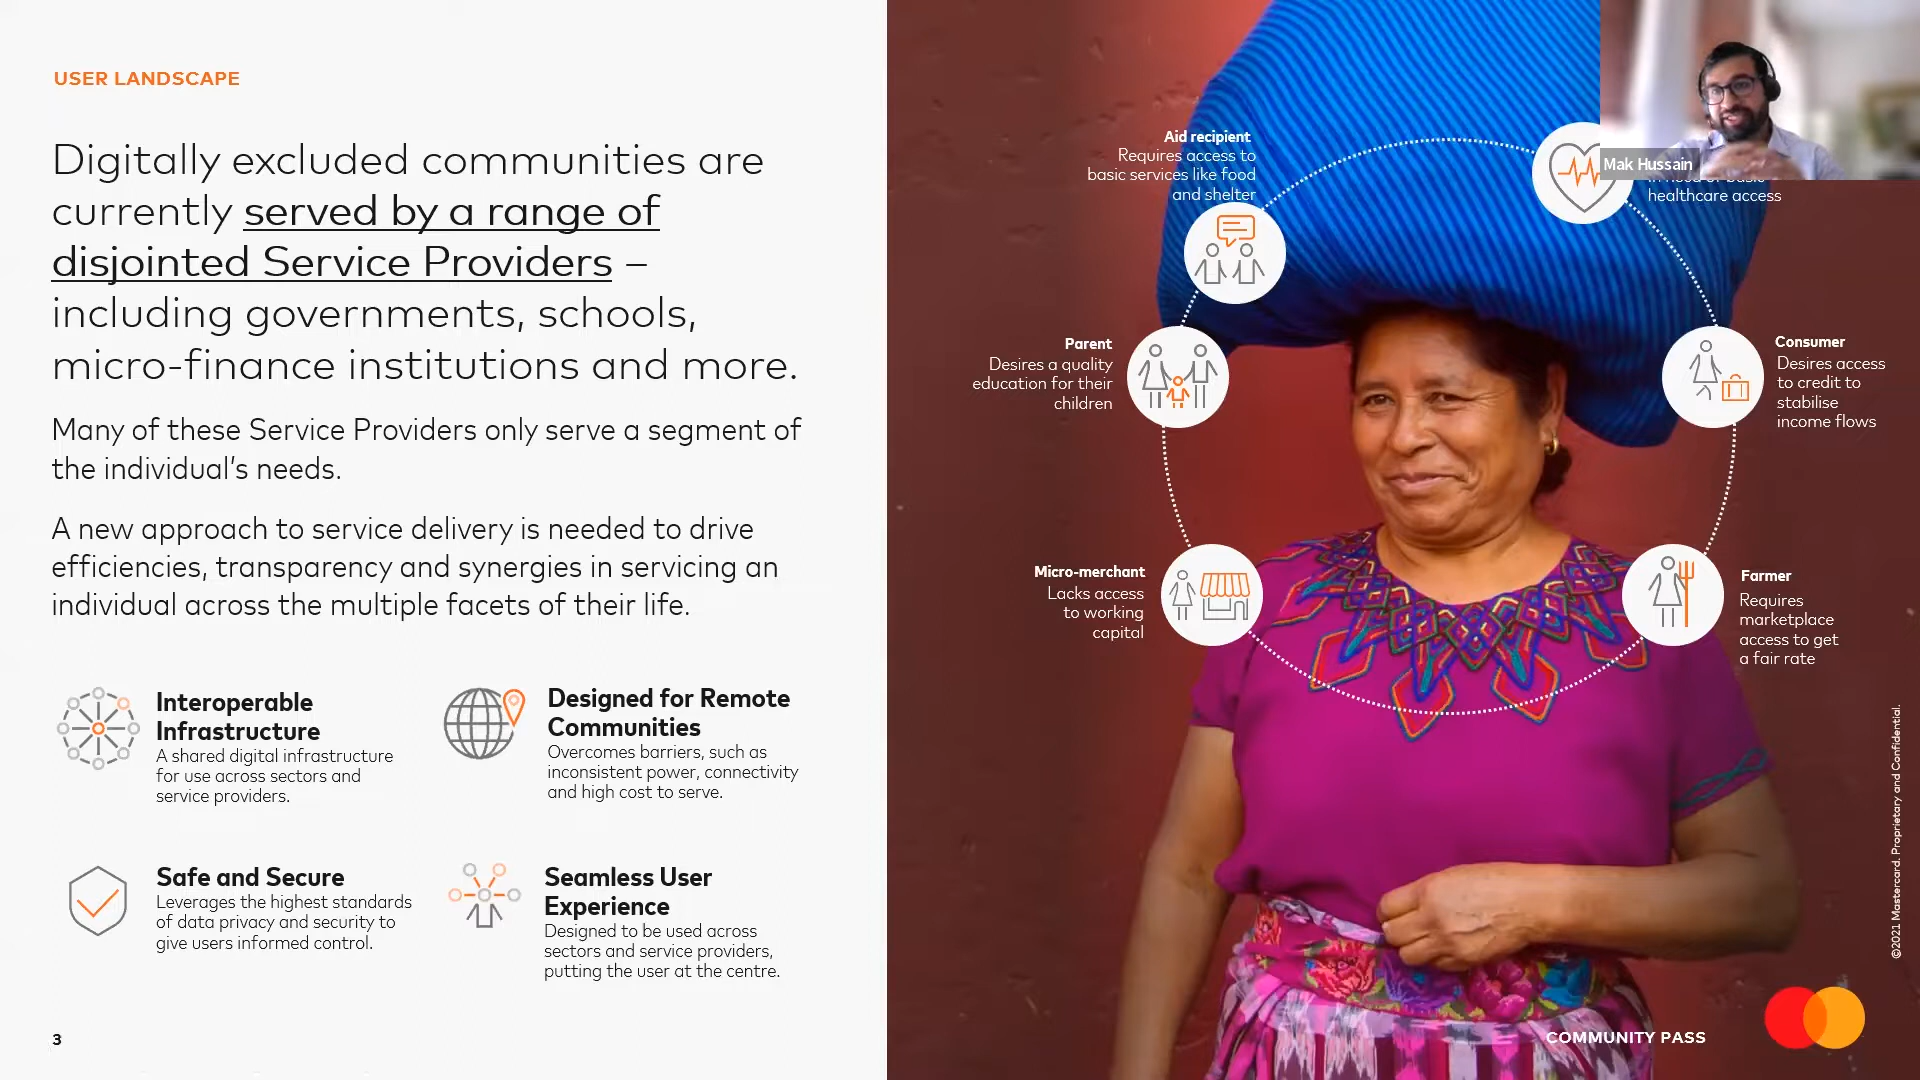 USER LANDSCAPE
Digitally excluded communities are
currently served by a range of
disjointed Service Providers –
including governments, schools,
micro-finance institutions and more.
Many of these Service Providers only serve a segment of
the individual's needs.
A new approach to service delivery is needed to drive
efficiencies, transparency and synergies in servicing an
individual across the multiple facets of their life.
Interoperable
Infrastructure
A shared digital infrastructure
for use across sectors and
service providers.
Designed for Remote
Communities
Overcomes barriers, such as
inconsistent power, connectivity
and high cost to serve.
Safe and Secure
Leverages the highest standards
of data privacy and security to
give users informed control.
Seamless User
Experience
Designed to be used across
sectors and service providers,
putting the user at the centre.
3
Aid recipient
Requires access to
basic services like food
and shelter
Mak Hussain
healthcare access
Parent
Desires a quality
education for their
children
Consumer
Desires access
to credit to
stabilise
income flows
Micro-merchant
Lacks access
to working
capital
Farmer
Requires
marketplace
access to get
a fair rate
©2021 Mastercard. Proprietary and Confidential.
COMMUNITY PASS